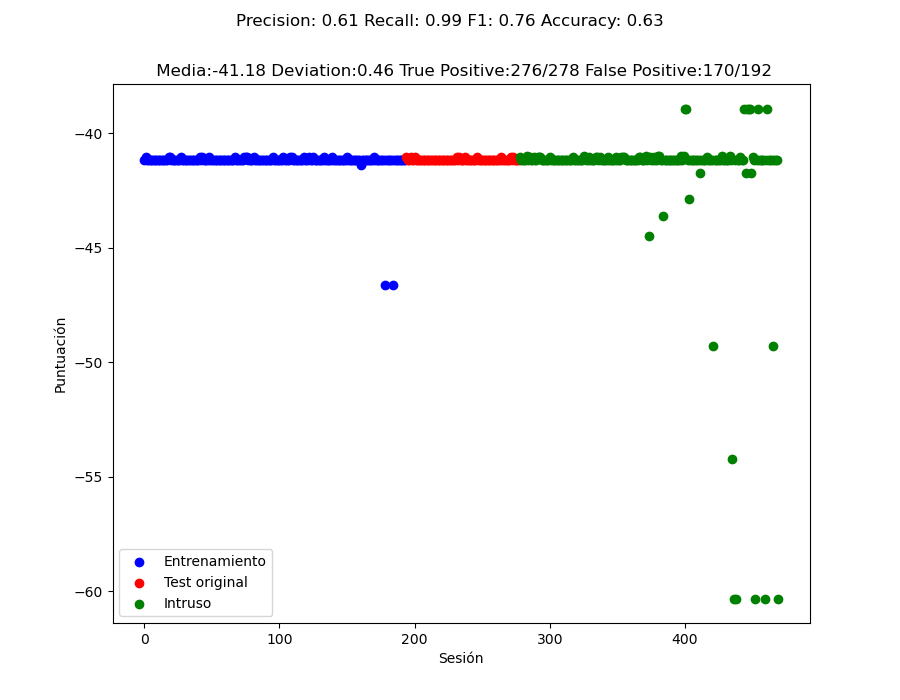 Precision: 0.61 Recall: 0.99 F1: 0.76 Accuracy: 0.63
Media:-41.18 Deviation:0.46 True Positive:276/278 False Positive:170/192
−40
−45
−50
−55
−60
Puntuación
Entrenamiento
Test original
Intruso
0 100 200 300 400
Sesión